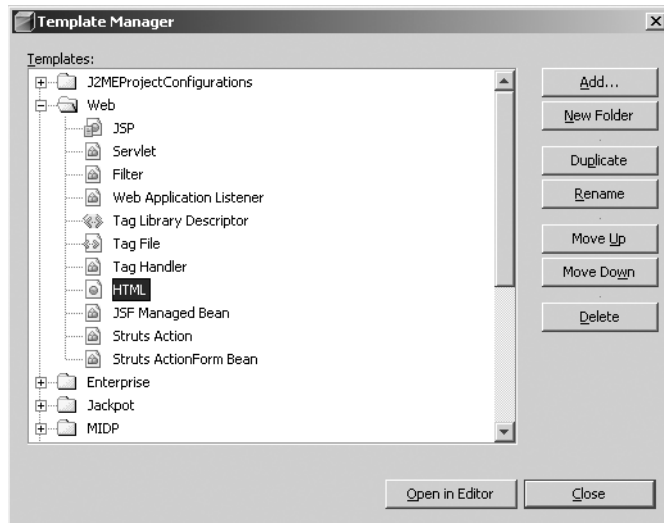 Template Manager
Templates:
J2MEProjectConfigurations
Web
JSP
Servlet
Filter
Web Application Listener
Tag Library Descriptor
Tag File
Tag Handler
HTML
JSF Managed Bean
Struts Action
Struts ActionForm Bean
Enterprise
Jackpot
MIDP
Add...
New Folder
Duplicate
Rename
Move Up
Move Down
Delete
Open in Editor
Close